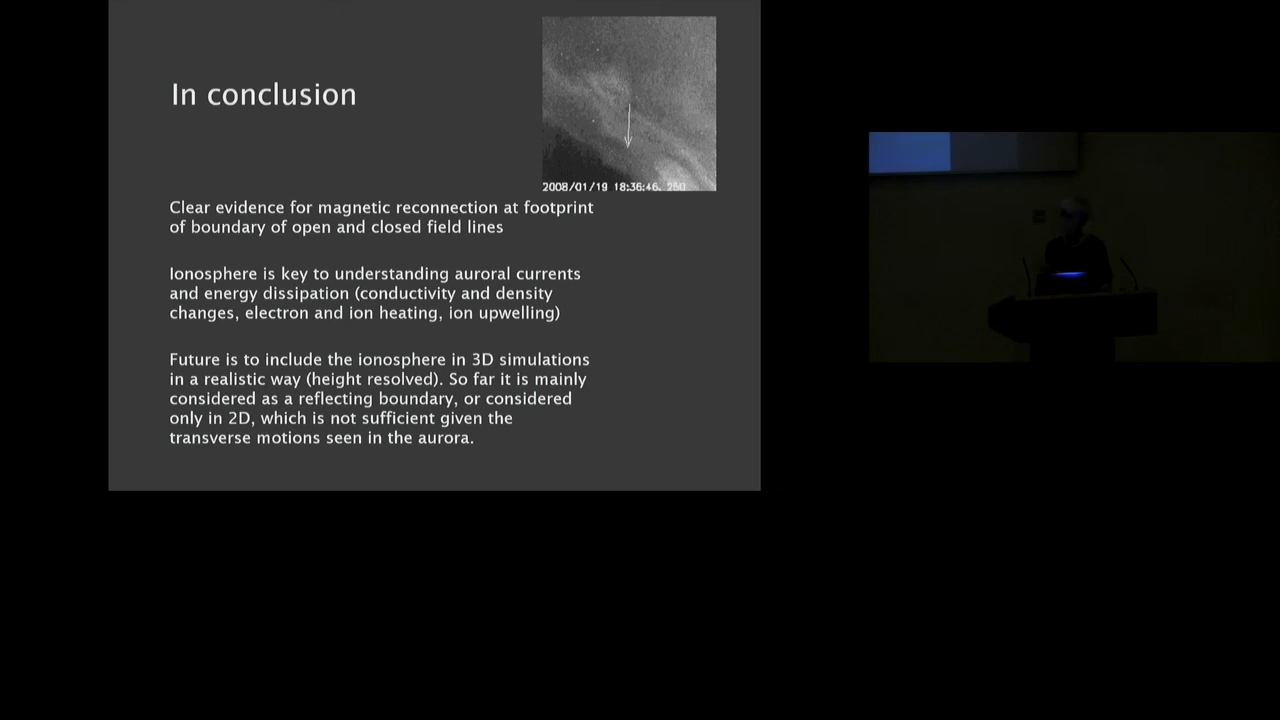 In conclusion
2008/01/19 18:36:46. 250
Clear evidence for magnetic reconnection at footprint
of boundary of open and closed field lines
Ionosphere is key to understanding auroral currents
and energy dissipation (conductivity and density
changes, electron and ion heating, ion upwelling)
Future is to include the ionosphere in 3D simulations
in a realistic way (height resolved). So far it is mainly
considered as a reflecting boundary, or considered
only in 2D, which is not sufficient given the
transverse motions seen in the aurora.